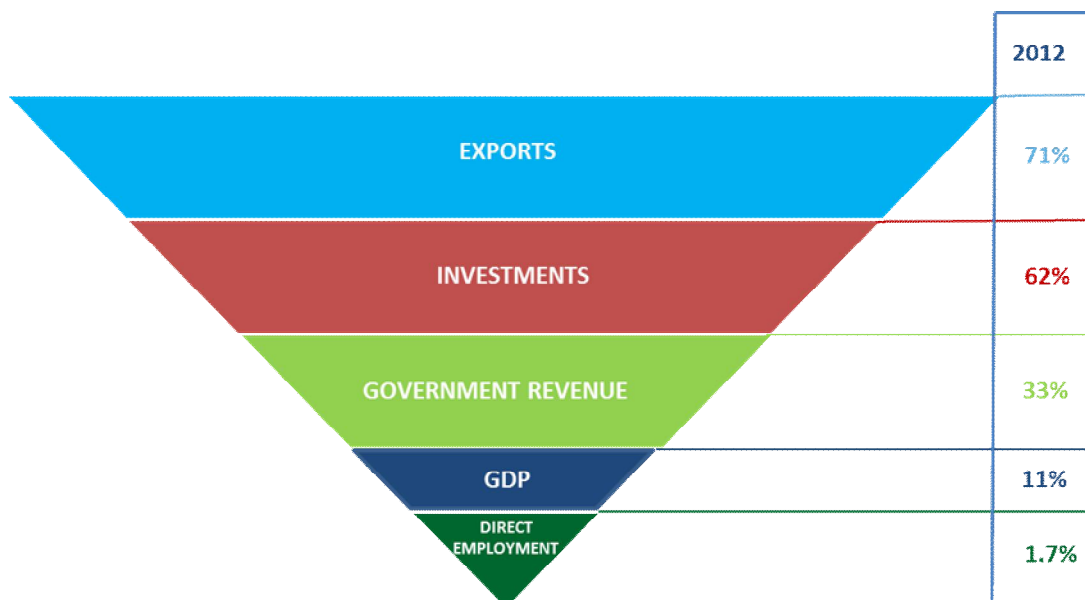 2012
EXPORTS
71%
INVESTMENTS
62%
GOVERNMENT REVENUE
33%
GDP
11%
DIRECT
EMPLOYMENT
1.7%